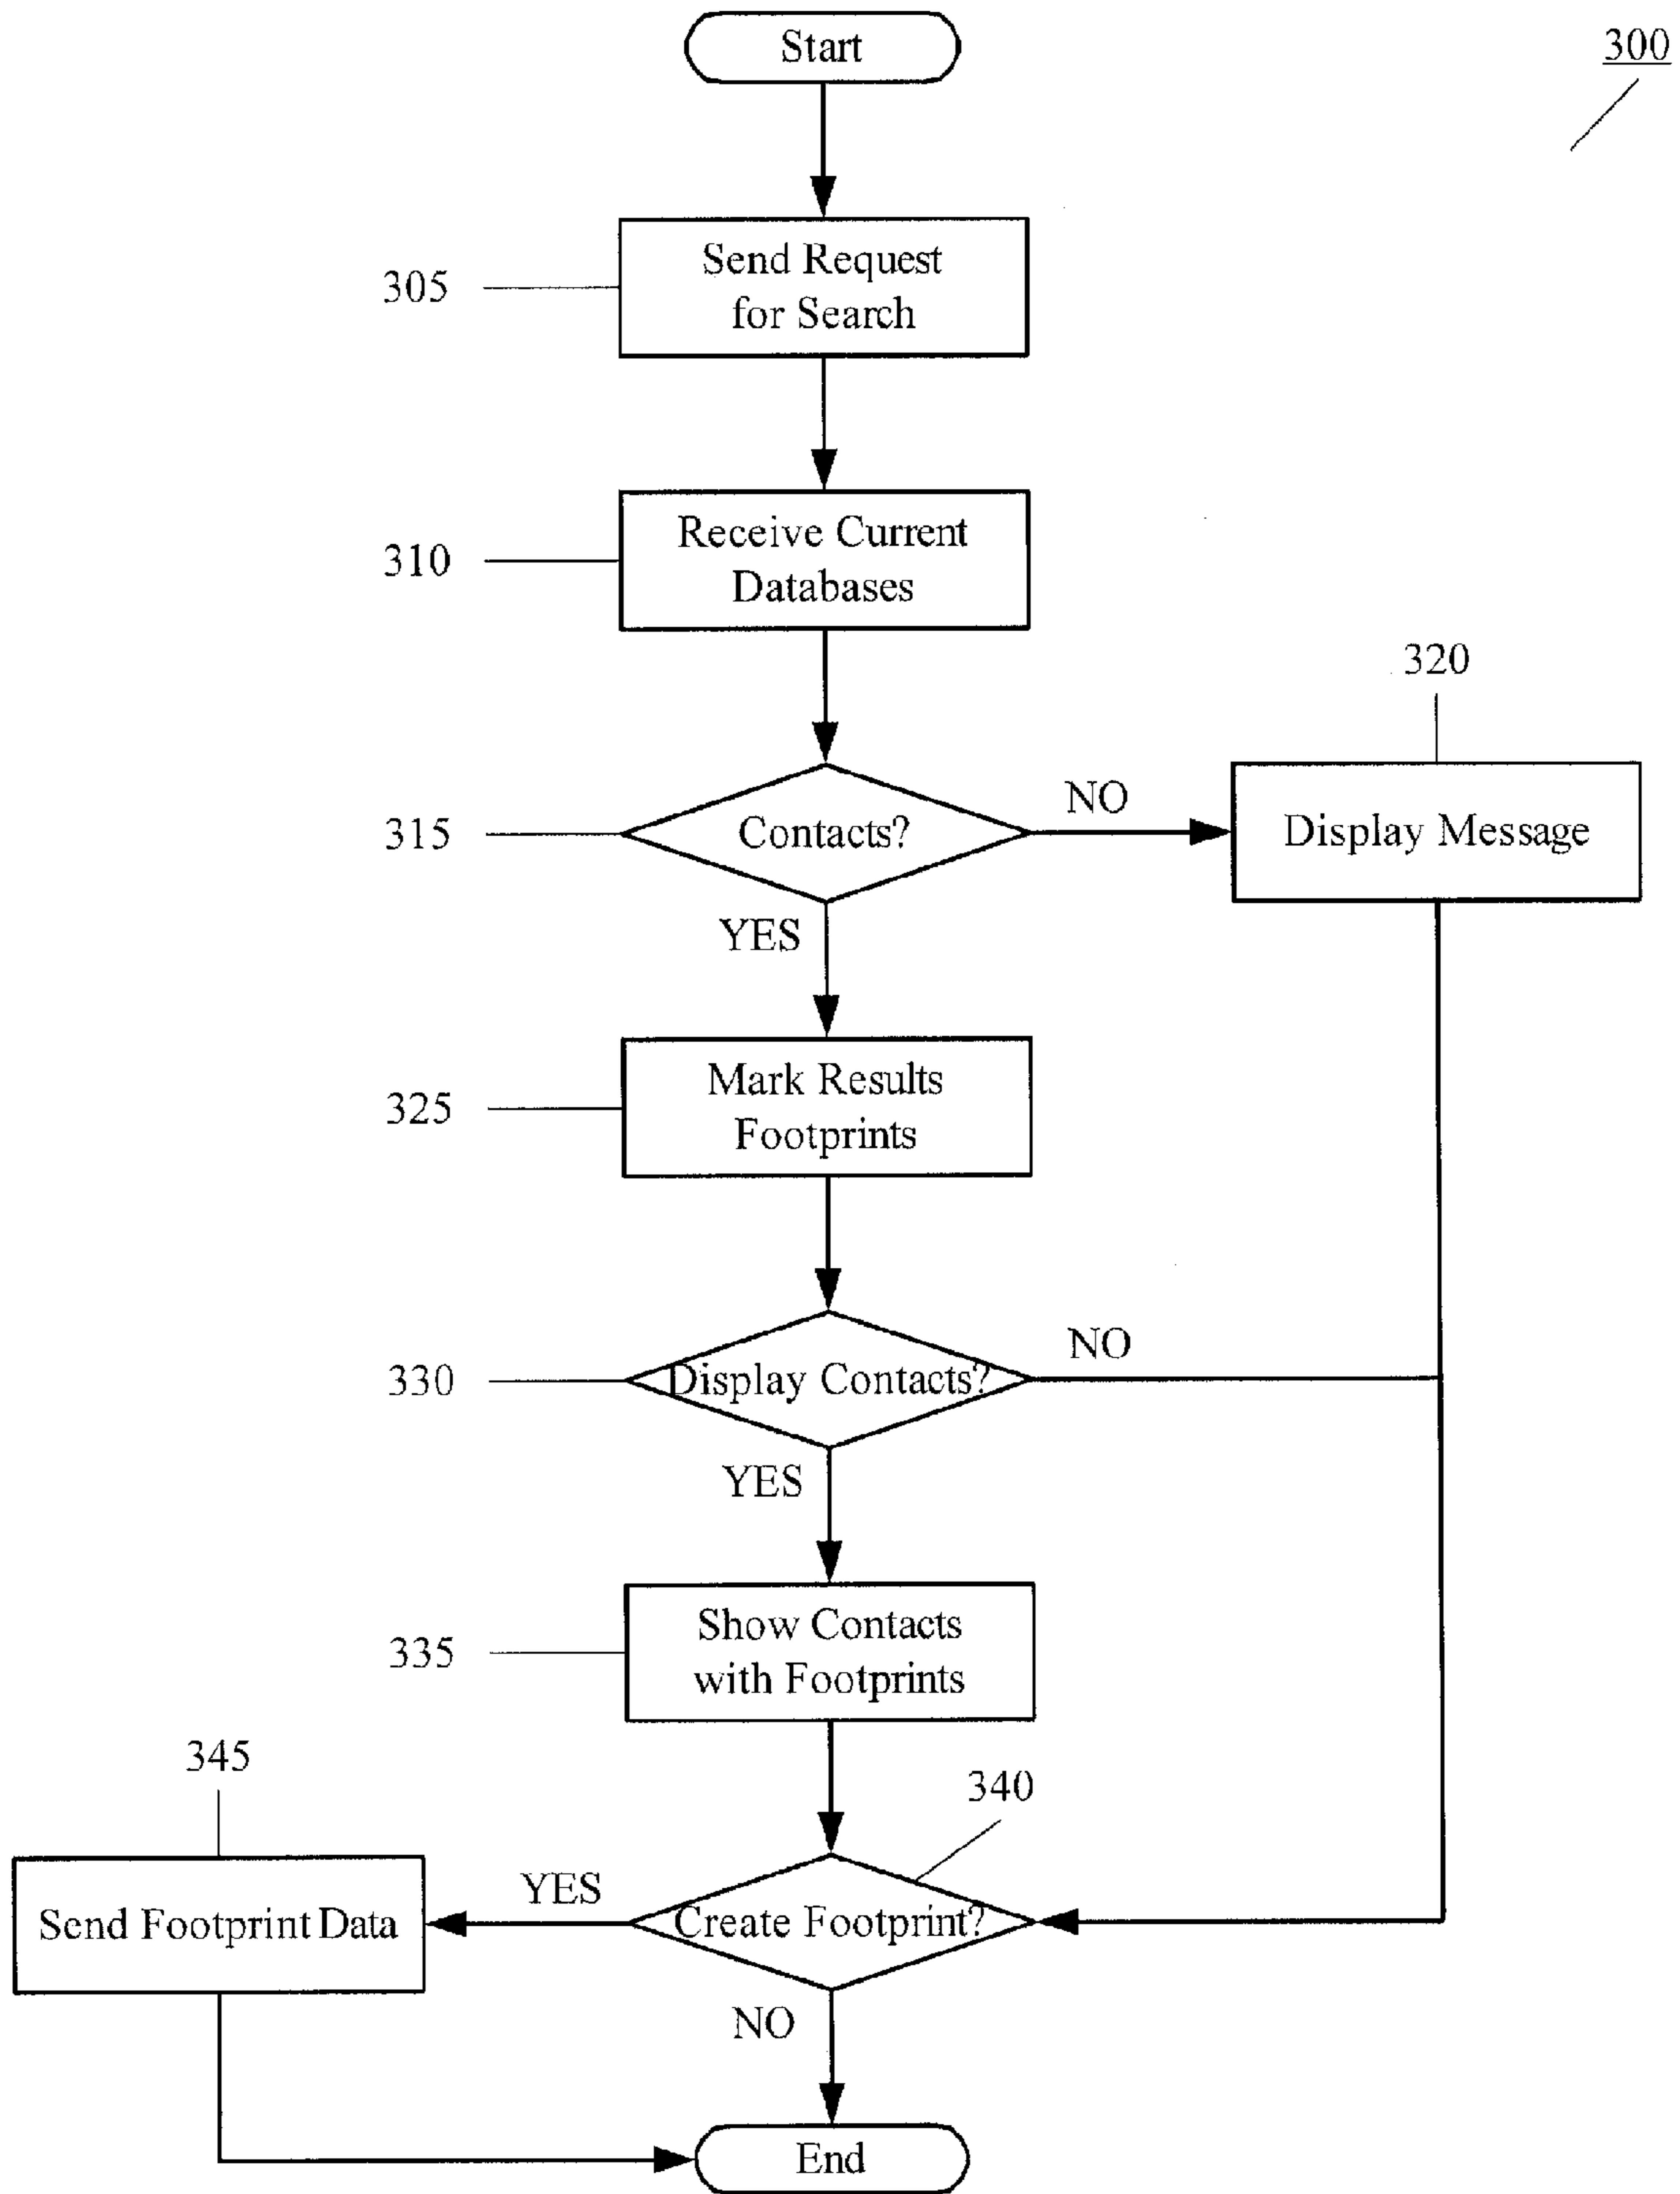 Start
300
Send Request
for Search
305
Receive Current
Databases
310
320
Contacts?
NO
315
Display Message
YES
Mark Results
Footprints
325
NO
Display Contacts?
330
YES
Show Contacts
with Footprints
335
345
340
YES
Send Footprint Data
Create Footprint?
NO
End